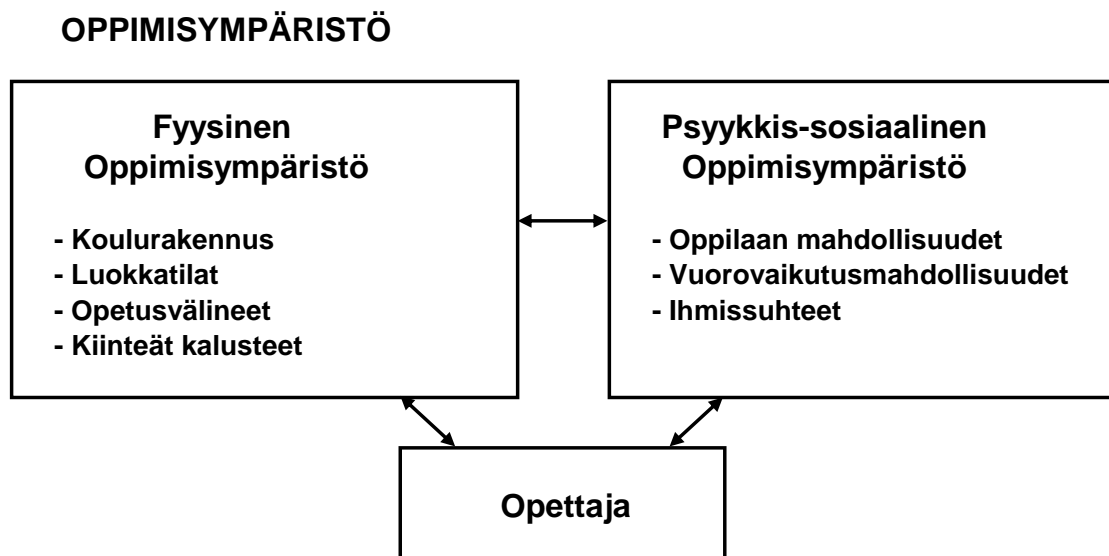 OPPIMISYMPÄRISTÖ
Fyysinen
Oppimisympäristö
- Koulurakennus
- Luokkatilat
- Opetusvälineet
- Kiinteät kalusteet
Psyykkis-sosiaalinen
Oppimisympäristö
- Oppilaan mahdollisuudet
- Vuorovaikutusmahdollisuudet
- Ihmissuhteet
Opettaja